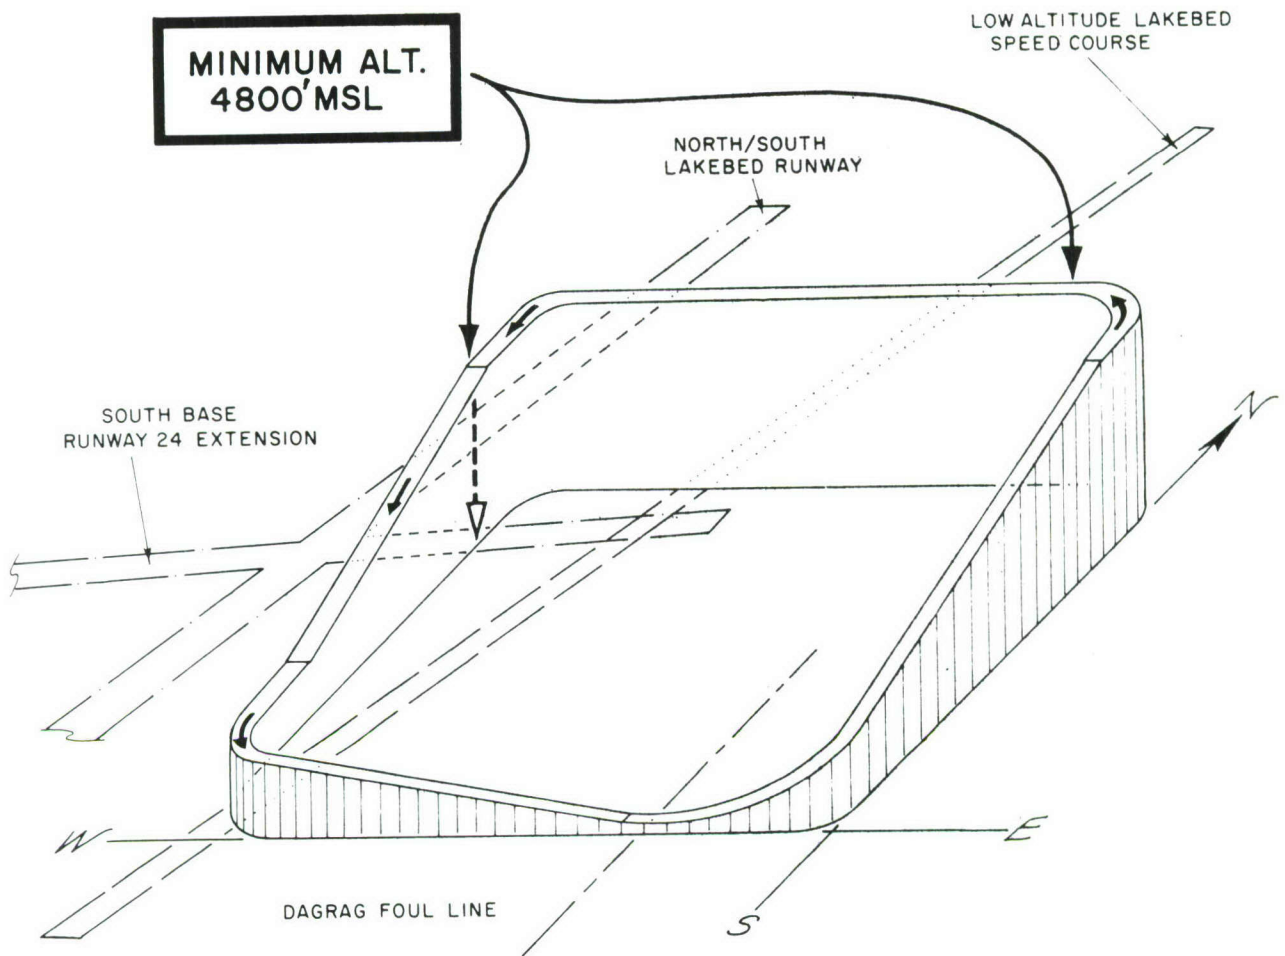 LOW ALTITUDE LAKEBED
SPEED COURSE
MINIMUM ALT.
4800' MSL
NORTH/SOUTH
LAKEBED RUNWAY
SOUTH BASE
RUNWAY 24 EXTENSION
N
W
E
S
DAGRAG FOUL LINE